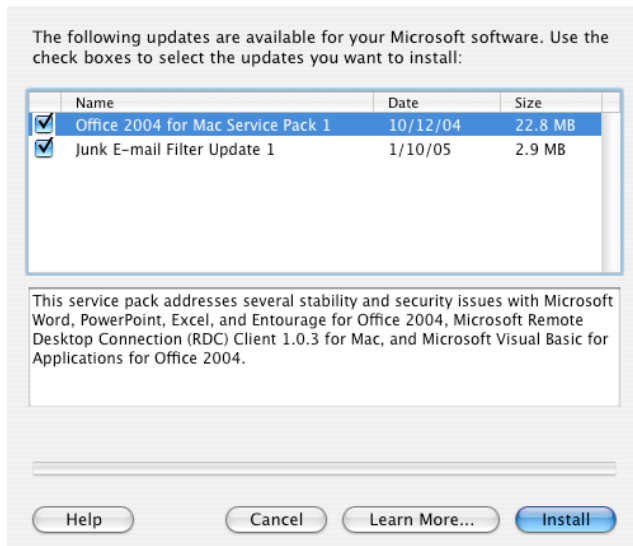 The following updates are available for your Microsoft software. Use the
check boxes to select the updates you want to install:
Name Date Size
Office 2004 for Mac Service Pack 1 10/12/04 22.8 MB
Junk E-mail Filter Update 1 1/10/05 2.9 MB
This service pack addresses several stability and security issues with Microsoft
Word, PowerPoint, Excel, and Entourage for Office 2004, Microsoft Remote
Desktop Connection (RDC) Client 1.0.3 for Mac, and Microsoft Visual Basic for
Applications for Office 2004.
Help Cancel Learn More... Install